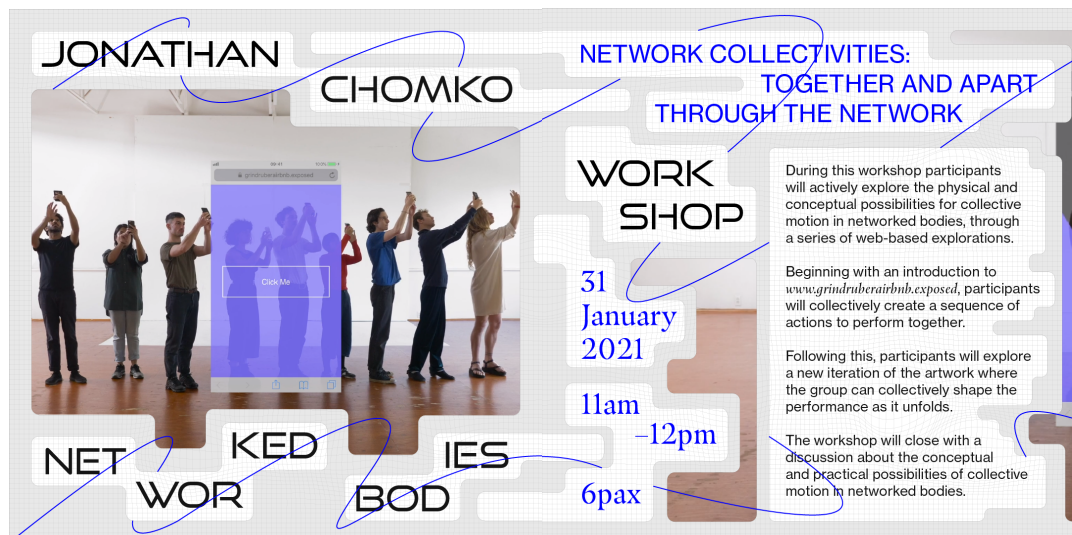 JONATHAN
CHOMKO
09:41
100%
grindruberairbnb.exposed
Click Me
NET
WOR
KED
BOD
IES
NETWORK COLLECTIVITIES:
TOGETHER AND APART
THROUGH THE NETWORK
WORK
SHOP
31
January
2021
11am
–12pm
6pax
During this workshop participants
will actively explore the physical and
conceptual possibilities for collective
motion in networked bodies, through
a series of web-based explorations.
Beginning with an introduction to
www.grindruberairbnb.exposed, participants
will collectively create a sequence of
actions to perform together.
Following this, participants will explore
a new iteration of the artwork where
the group can collectively shape the
performance as it unfolds.
The workshop will close with a
discussion about the conceptual
and practical possibilities of collective
motion in networked bodies.